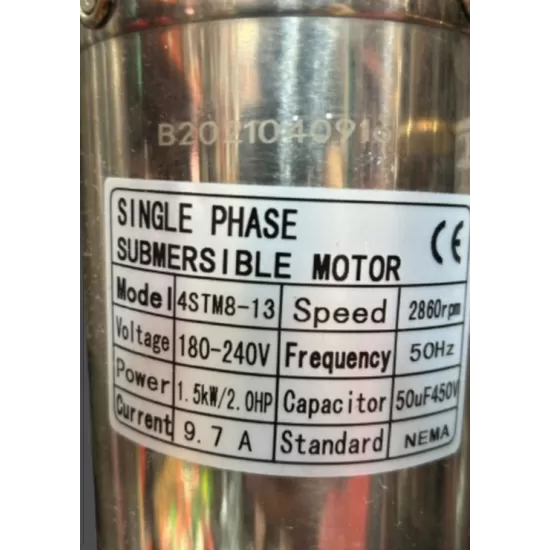 B2021040913
SINGLE PHASE
SUBMERSIBLE MOTOR CE
Model 4STM8-13 Speed 2860rpm
Voltage 180-240V Frequency 50Hz
Power 1.5kW/2.0HP Capacitor 50uF450V
Current 9.7 A Standard NEMA